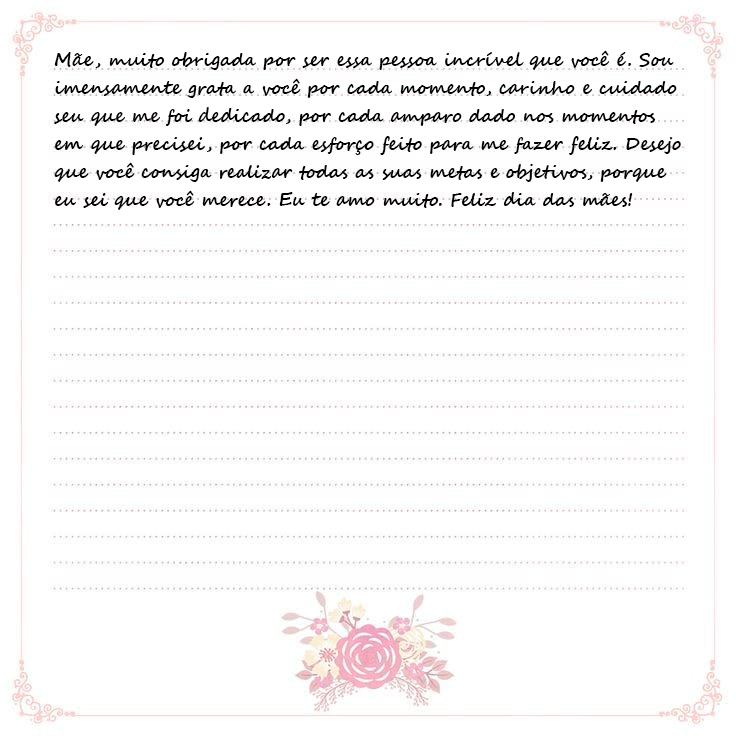 Mãe, muito obrigada por ser essa pessoa incrível que você é. Sou
imensamente grata a você por cada momento, carinho e cuidado
seu que me foi dedicado, por cada amparo dado nos momentos
em que precisei, por cada esforço feito para me fazer feliz. Desejo
que você consiga realizar todas as suas metas e objetivos, porque
eu sei que você merece. Eu te amo muito. Feliz dia das mães!